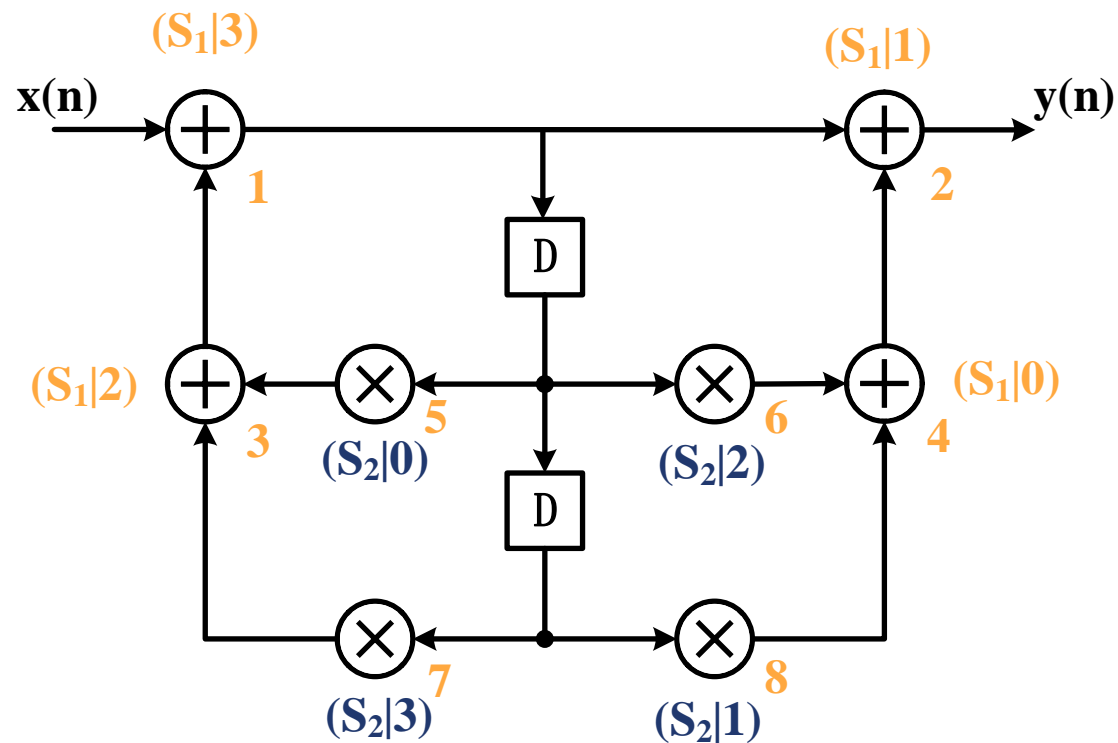 (S₁|3)
(S₁|1)
x(n)
y(n)
1
2
D
(S₁|2)
(S₁|0)
3
5
6
4
(S₂|0)
(S₂|2)
D
7
8
(S₂|3)
(S₂|1)